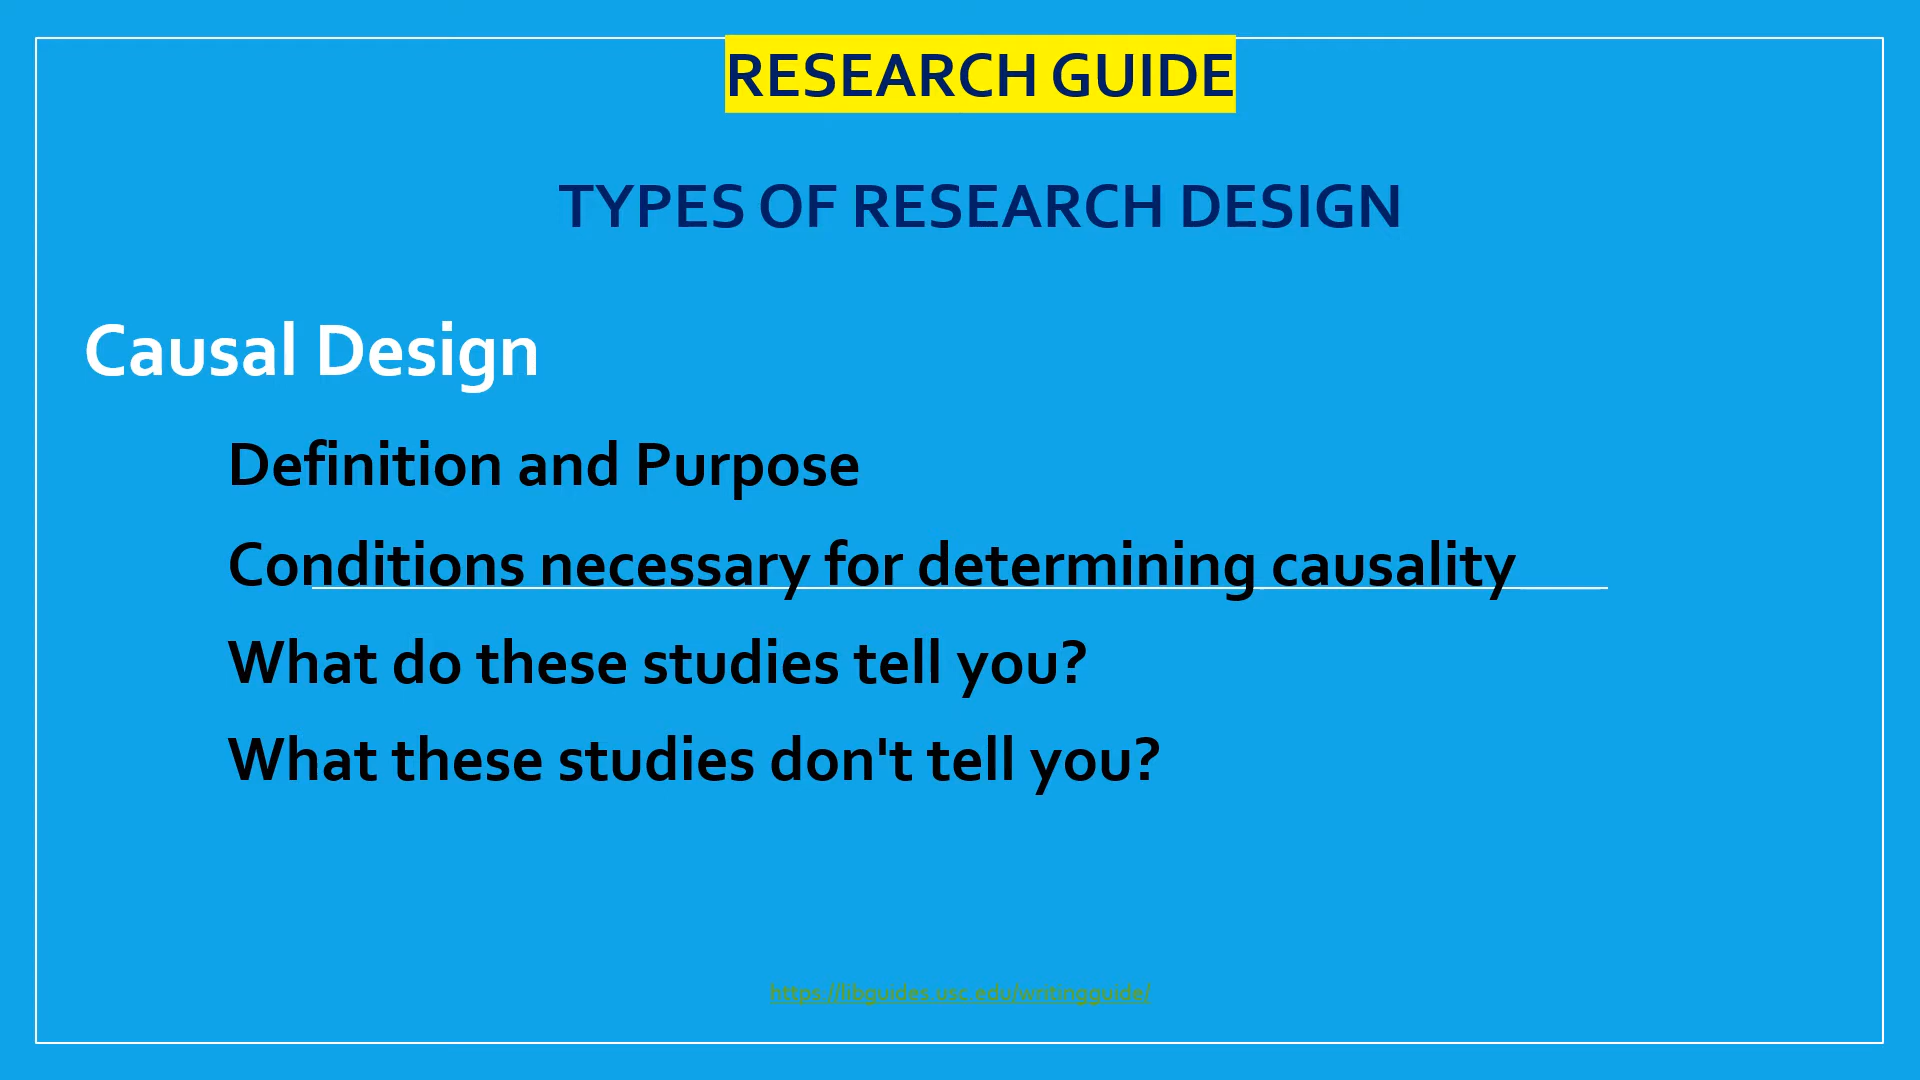 RESEARCH GUIDE
TYPES OF RESEARCH DESIGN
Causal Design
Definition and Purpose
Conditions necessary for determining causality
What do these studies tell you?
What these studies don't tell you?
https://libguides.usc.edu/writingguide/